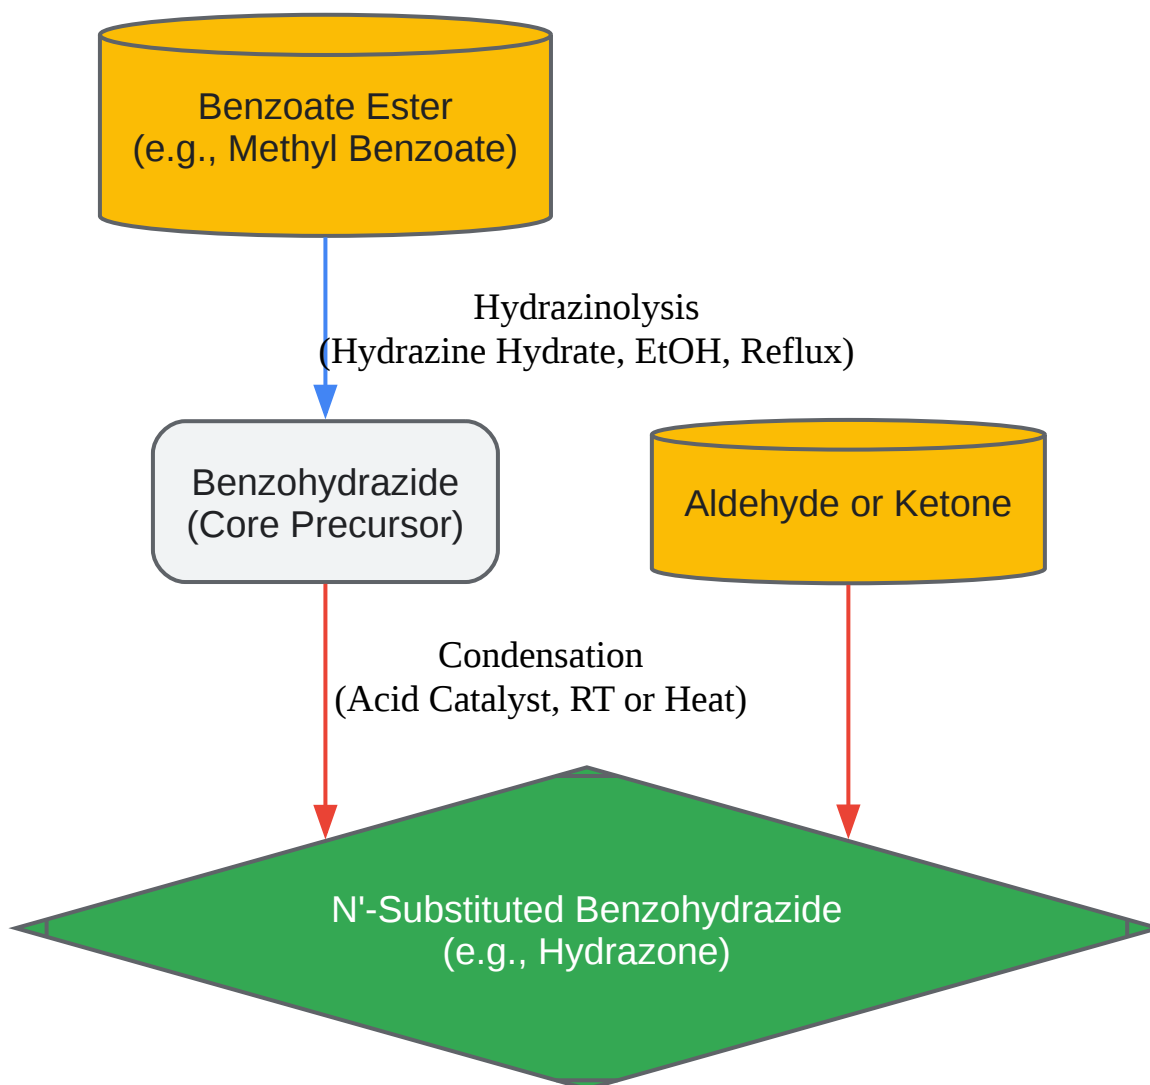 Benzoate Ester
(e.g., Methyl Benzoate)
Hydrazinolysis
(Hydrazine Hydrate, EtOH, Reflux)
Benzohydrazide
(Core Precursor)
Aldehyde or Ketone
Condensation
(Acid Catalyst, RT or Heat)
N'-Substituted Benzohydrazide
(e.g., Hydrazone)